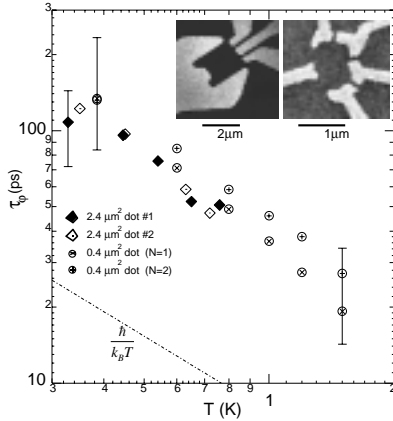 2µm
1µm
3
100
9
8
7
6
5
4
3
2
10
τφ(ps)
2.4 µm² dot #1
2.4 µm² dot #2
0.4 µm² dot (N=1)
0.4 µm² dot (N=2)
ħ
k_BT
3 4 5 6 7 8 9 1 2
T (K)